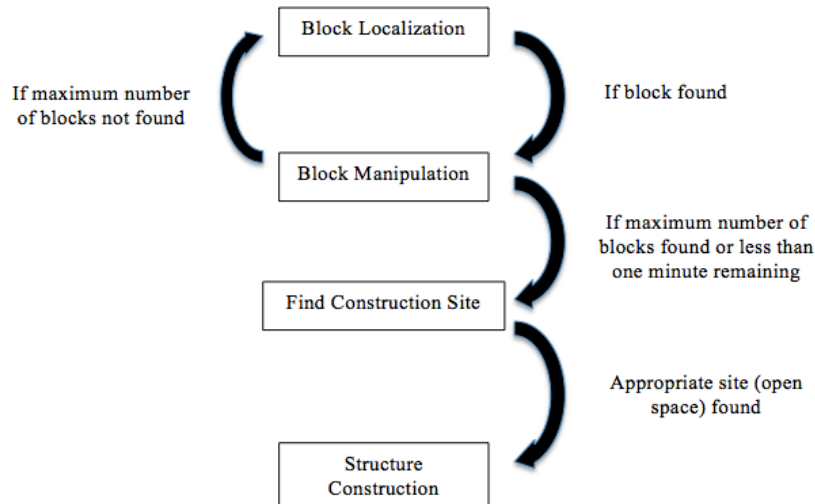 Block Localization
If maximum number
of blocks not found
If block found
Block Manipulation
If maximum number of
blocks found or less than
one minute remaining
Find Construction Site
Appropriate site (open
space) found
Structure
Construction